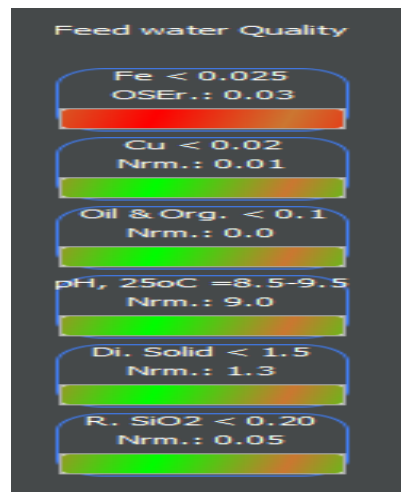 Feed water Quality
Fe < 0.025
OSEr.: 0.03
Cu < 0.02
Nrm.: 0.01
Oil & Org. < 0.1
Nrm.: 0.0
pH, 25oC =8.5-9.5
Nrm.: 9.0
Di. Solid < 1.5
Nrm.: 1.3
R. SiO2 < 0.20
Nrm.: 0.05